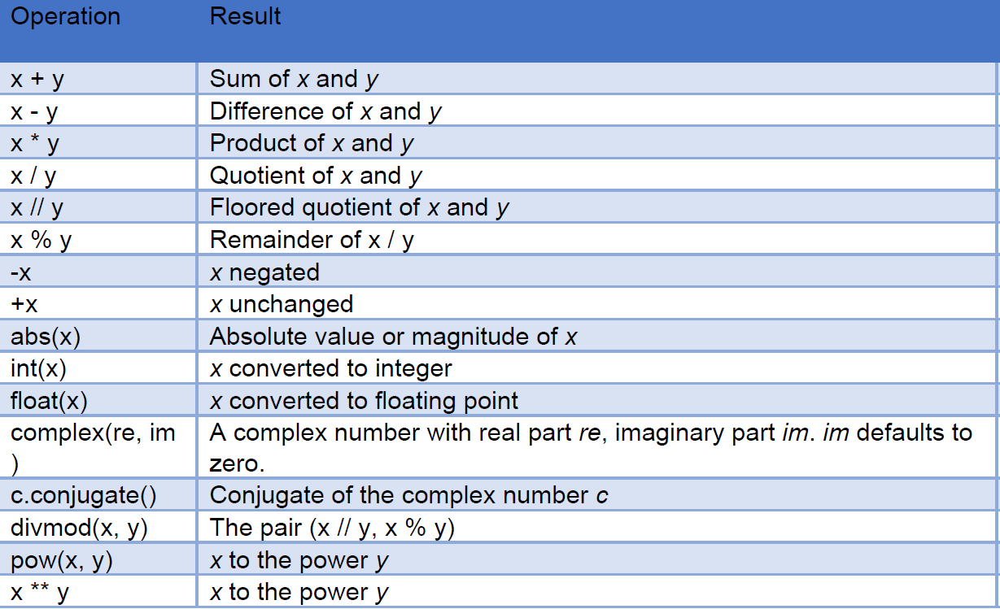 Operation Result
x + y Sum of x and y
x - y Difference of x and y
x * y Product of x and y
x / y Quotient of x and y
x // y Floored quotient of x and y
x % y Remainder of x / y
-x x negated
+x x unchanged
abs(x) Absolute value or magnitude of x
int(x) x converted to integer
float(x) x converted to floating point
complex(re, im A complex number with real part re, imaginary part im. im defaults to
) zero.
c.conjugate() Conjugate of the complex number c
divmod(x, y) The pair (x // y, x % y)
pow(x, y) x to the power y
x ** y x to the power y